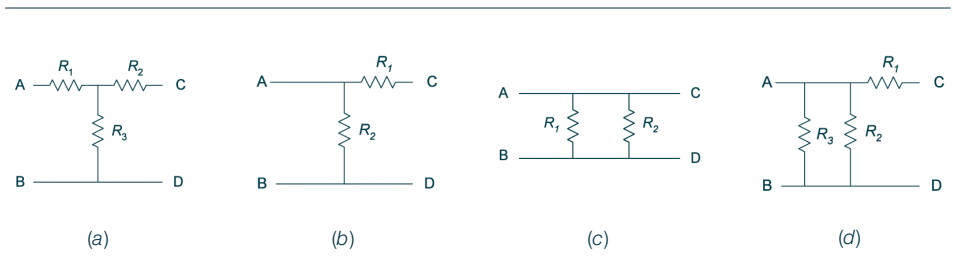 A R₁ R₂ C
R₃
B D
(a)
A R₁ C
R₂
B D
(b)
A C
R₁ R₂
B D
(c)
A R₁ C
R₃ R₂
B D
(d)